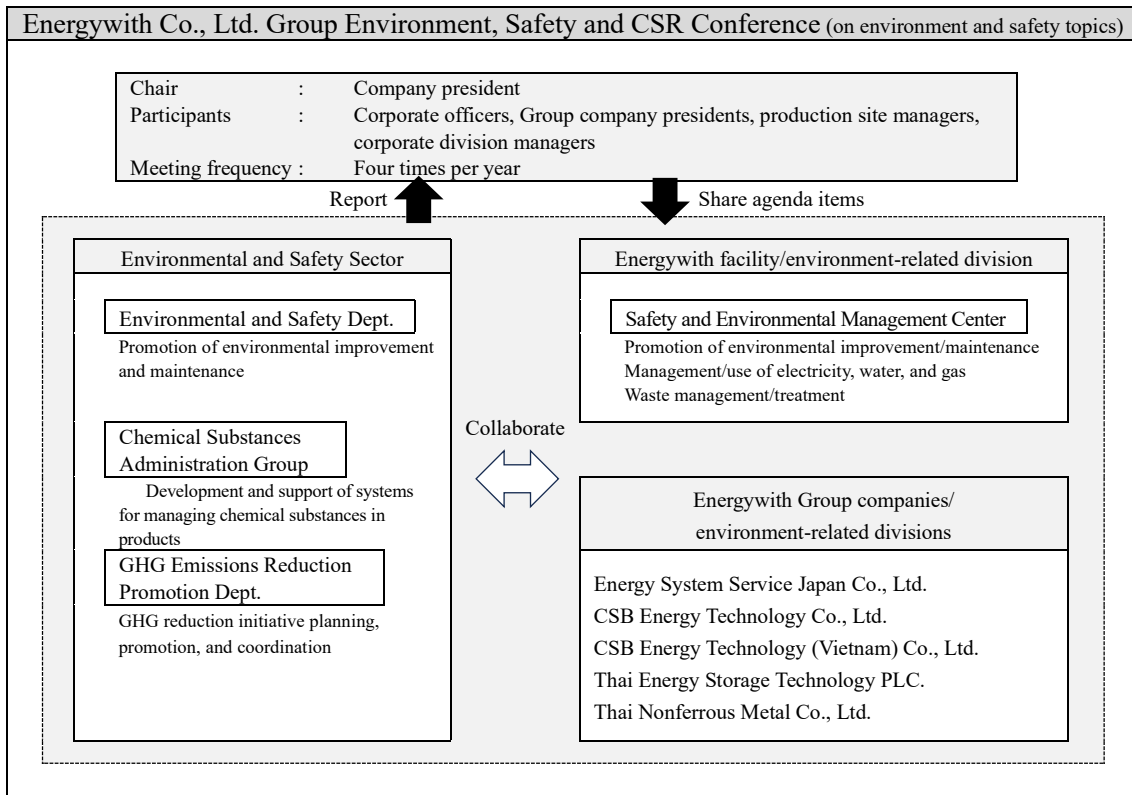 Energywith Co., Ltd. Group Environment, Safety and CSR Conference (on environment and safety topics)
Chair : Company president
Participants : Corporate officers, Group company presidents, production site managers,
corporate division managers
Meeting frequency : Four times per year
Report
Share agenda items
Environmental and Safety Sector
Environmental and Safety Dept.
Promotion of environmental improvement
and maintenance
Chemical Substances
Administration Group
Development and support of systems
for managing chemical substances in
products
GHG Emissions Reduction
Promotion Dept.
GHG reduction initiative planning,
promotion, and coordination
Collaborate
Energywith facility/environment-related division
Safety and Environmental Management Center
Promotion of environmental improvement/maintenance
Management/use of electricity, water, and gas
Waste management/treatment
Energywith Group companies/
environment-related divisions
Energy System Service Japan Co., Ltd.
CSB Energy Technology Co., Ltd.
CSB Energy Technology (Vietnam) Co., Ltd.
Thai Energy Storage Technology PLC.
Thai Nonferrous Metal Co., Ltd.